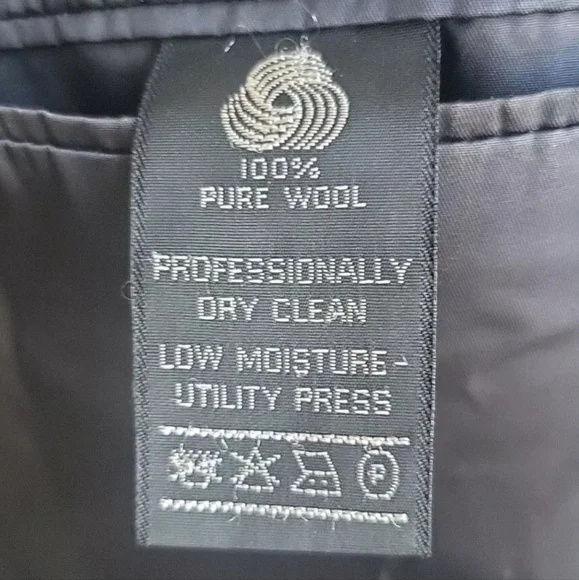 100%
PURE WOOL
PROFESSIONALLY
DRY CLEAN
LOW MOISTURE -
UTILITY PRESS
P